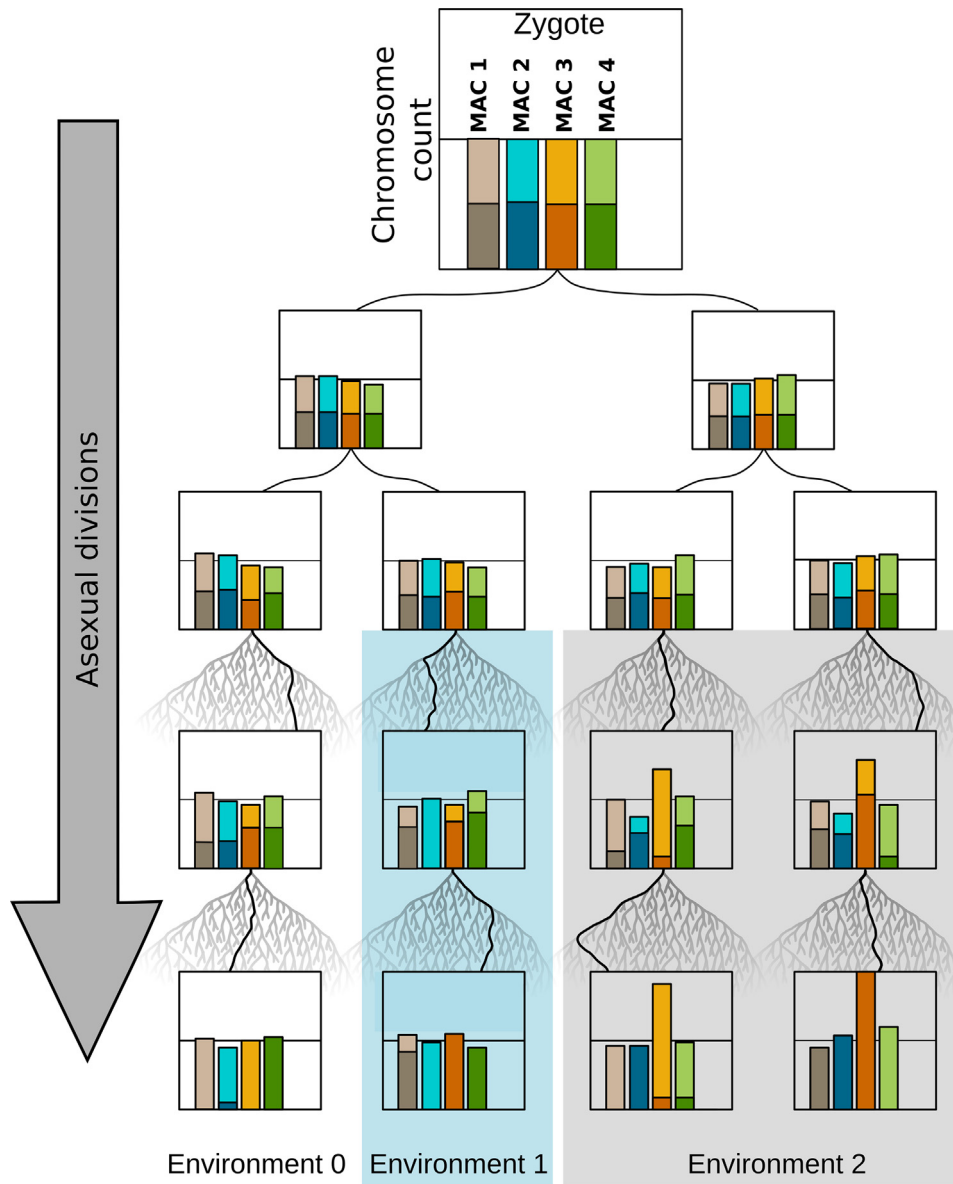 Zygote
Chromosome
count
MAC 1
MAC 2
MAC 3
MAC 4
Asexual divisions
Environment 0
Environment 1
Environment 2